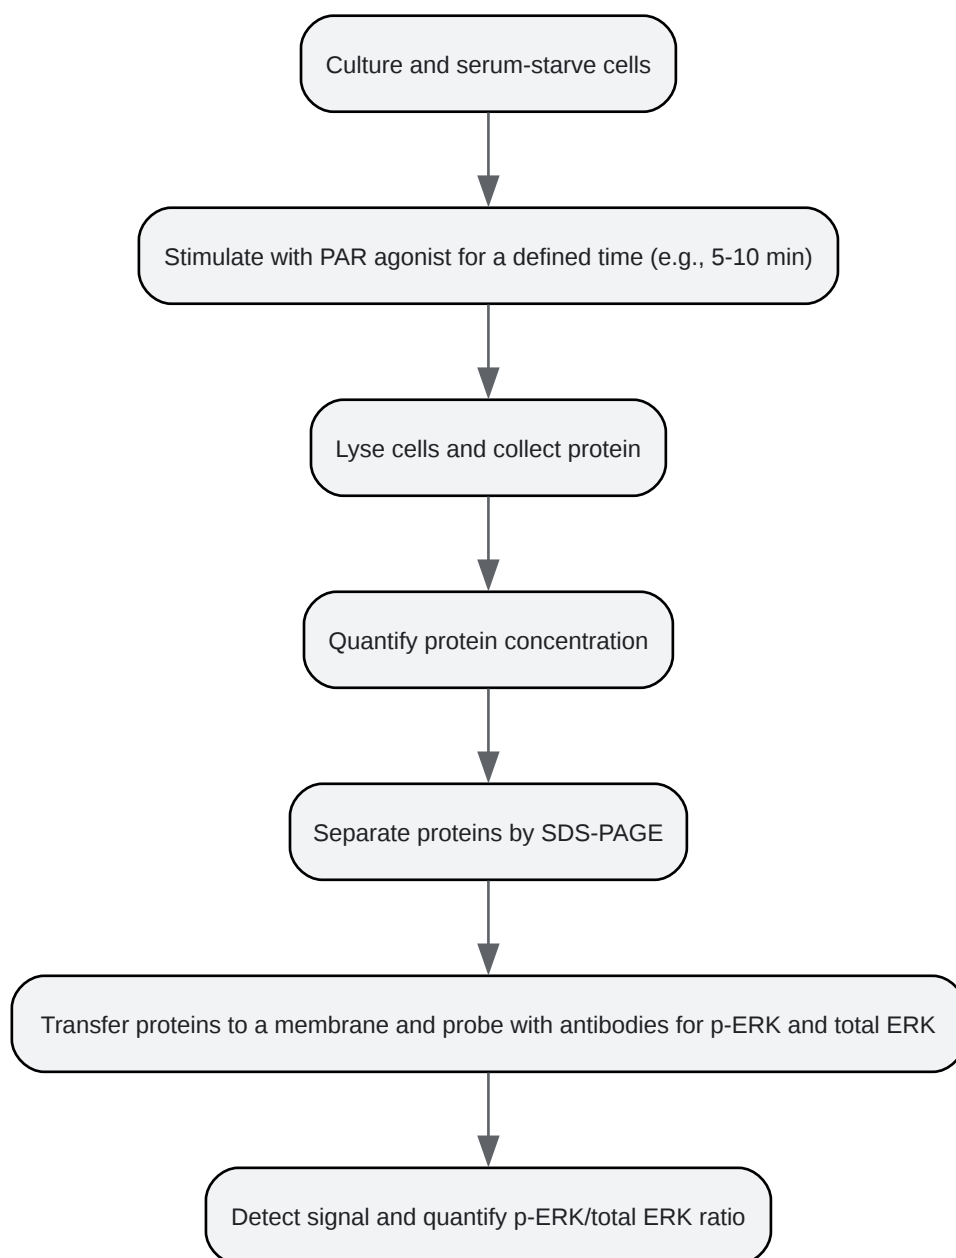 Culture and serum-starve cells
Stimulate with PAR agonist for a defined time (e.g., 5-10 min)
Lyse cells and collect protein
Quantify protein concentration
Separate proteins by SDS-PAGE
Transfer proteins to a membrane and probe with antibodies for p-ERK and total ERK
Detect signal and quantify p-ERK/total ERK ratio